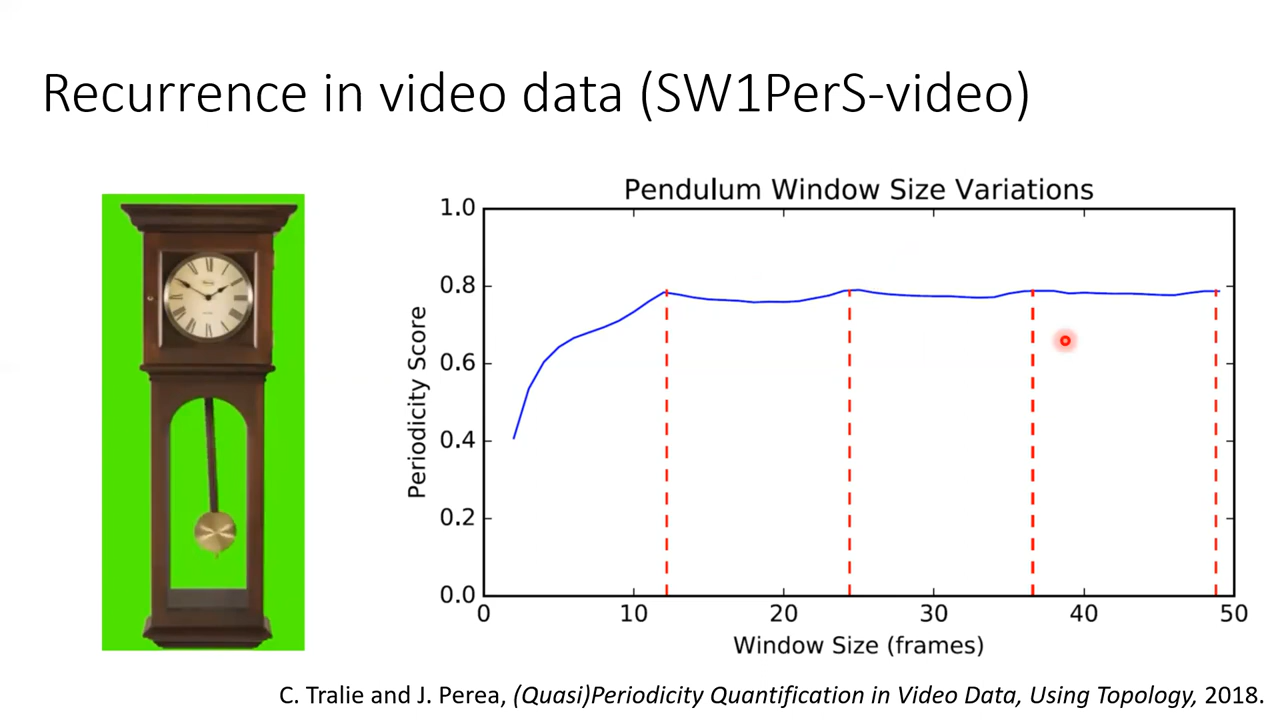 Recurrence in video data (SW1PerS-video)
Pendulum Window Size Variations
Periodicity Score
1.0
0.8
0.6
0.4
0.2
0.0
0 10 20 30 40 50
Window Size (frames)
C. Tralie and J. Perea, (Quasi)Periodicity Quantification in Video Data, Using Topology, 2018.